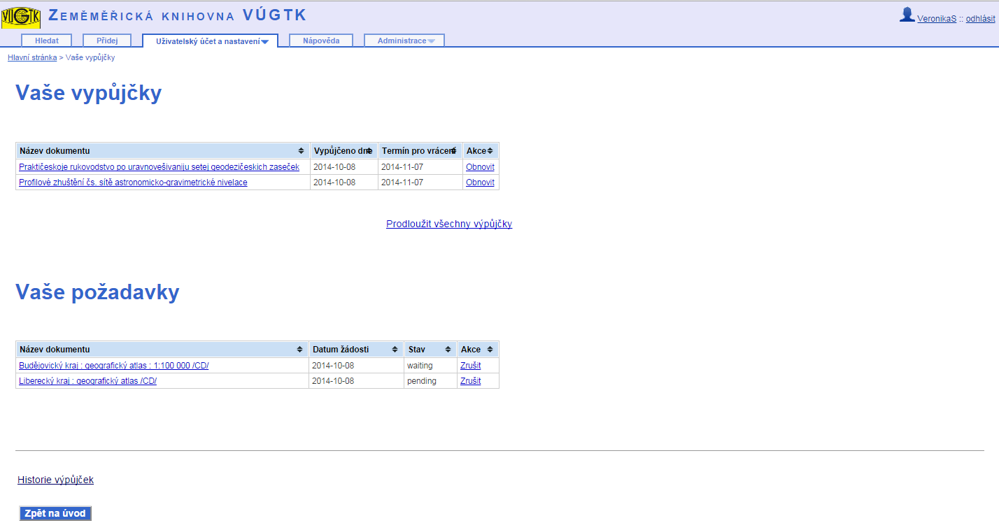 VÚGTK Zeměměřická knihovna VÚGTK
VeronikaS :: odhlásit
Hledat Přidej Uživatelský účet a nastavení Nápověda Administrace
Hlavní stránka > Vaše vypůjčky
Vaše vypůjčky
Název dokumentu Vypůjčeno dne Termín pro vrácení Akce
Praktičeskoje rukovodstvo po uravnovešivaniju setej geodezičeskich zaseček 2014-10-08 2014-11-07 Obnovit
Profilové zhuštění čs. sítě astronomicko-gravimetrické nivelace 2014-10-08 2014-11-07 Obnovit
Prodloužit všechny výpůjčky
Vaše požadavky
Název dokumentu Datum žádosti Stav Akce
Budějovický kraj : geografický atlas : 1:100 000 /CD/ 2014-10-08 waiting Zrušit
Liberecký kraj : geografický atlas /CD/ 2014-10-08 pending Zrušit
Historie výpůjček
Zpět na úvod